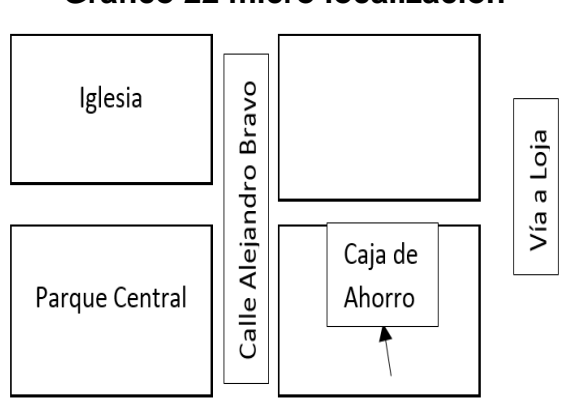 Gráfico 22 micro localización
Iglesia
Calle Alejandro Bravo
Vía a Loja
Parque Central
Caja de
Ahorro